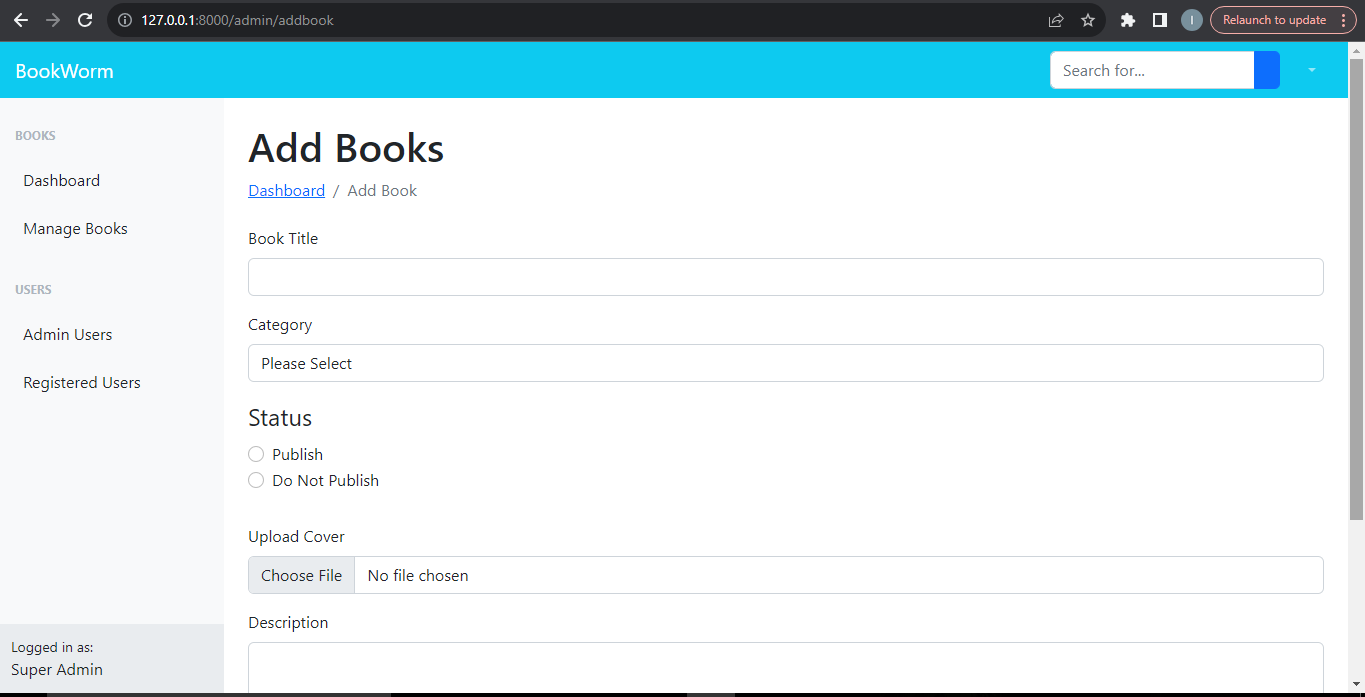 127.0.0.1:8000/admin/addbook
I
Relaunch to update
BookWorm
Search for...
BOOKS
Dashboard
Manage Books
USERS
Admin Users
Registered Users
Logged in as:
Super Admin
Add Books
Dashboard / Add Book
Book Title
Category
Please Select
Status
Publish
Do Not Publish
Upload Cover
Choose File No file chosen
Description